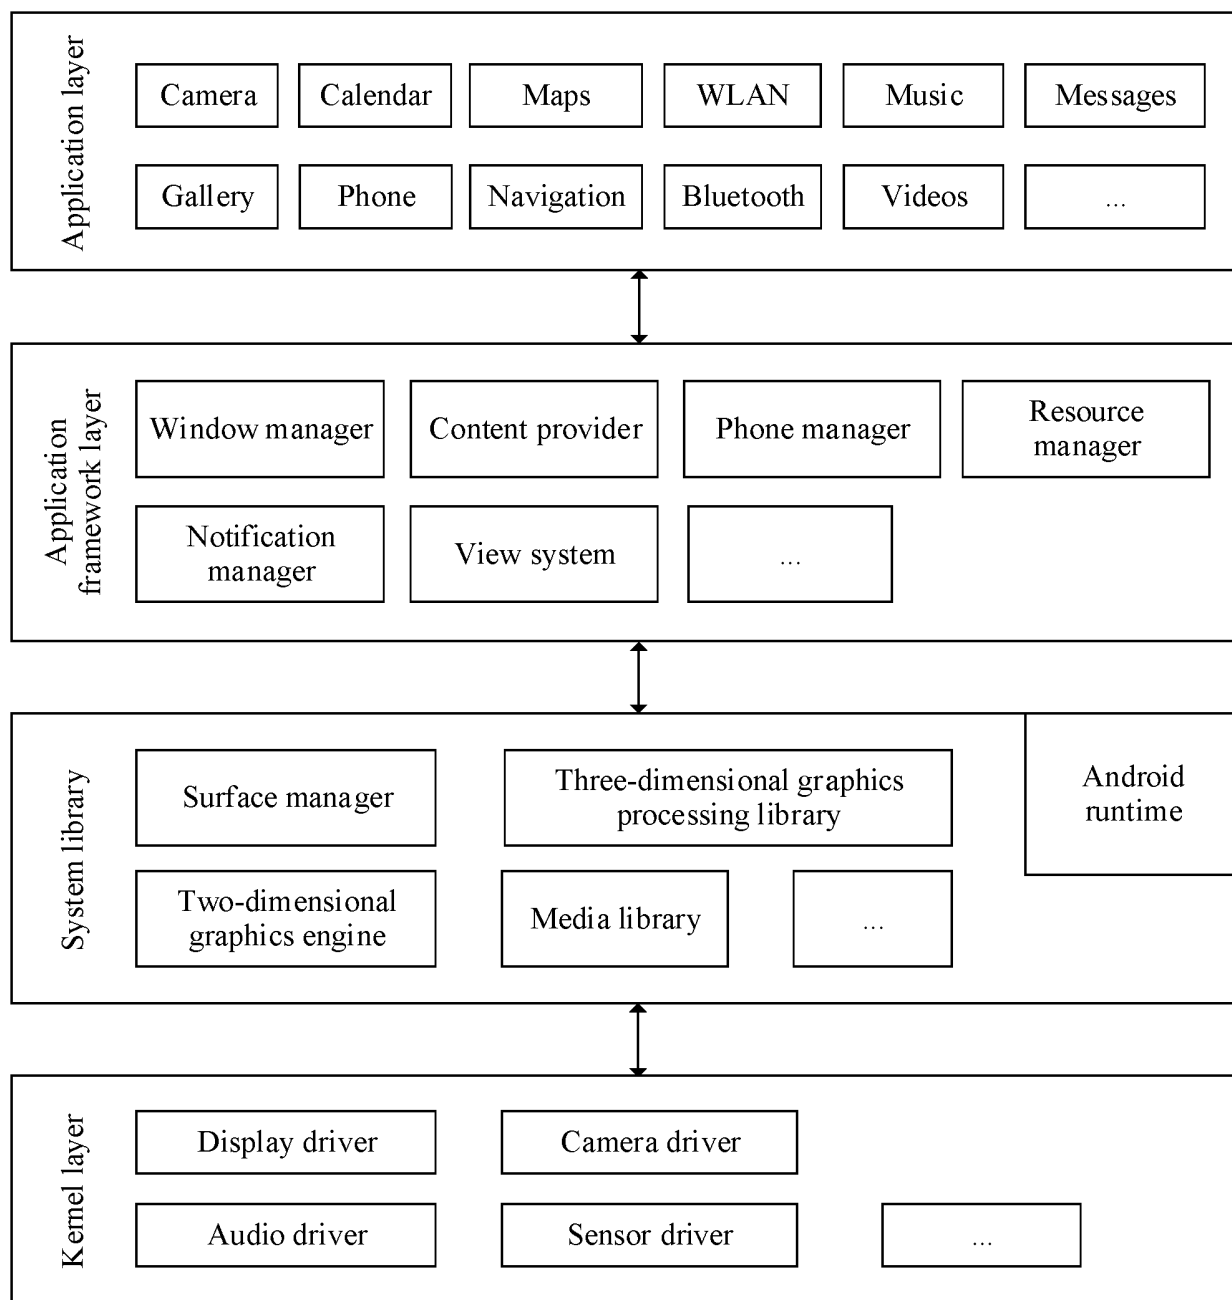 Application layer
Camera
Calendar
Maps
WLAN
Music
Messages
Gallery
Phone
Navigation
Bluetooth
Videos
...
Application
framework layer
Window manager
Content provider
Phone manager
Resource
manager
Notification
manager
View system
...
System library
Surface manager
Three-dimensional graphics
processing library
Android
runtime
Two-dimensional
graphics engine
Media library
...
Kernel layer
Display driver
Camera driver
Audio driver
Sensor driver
...